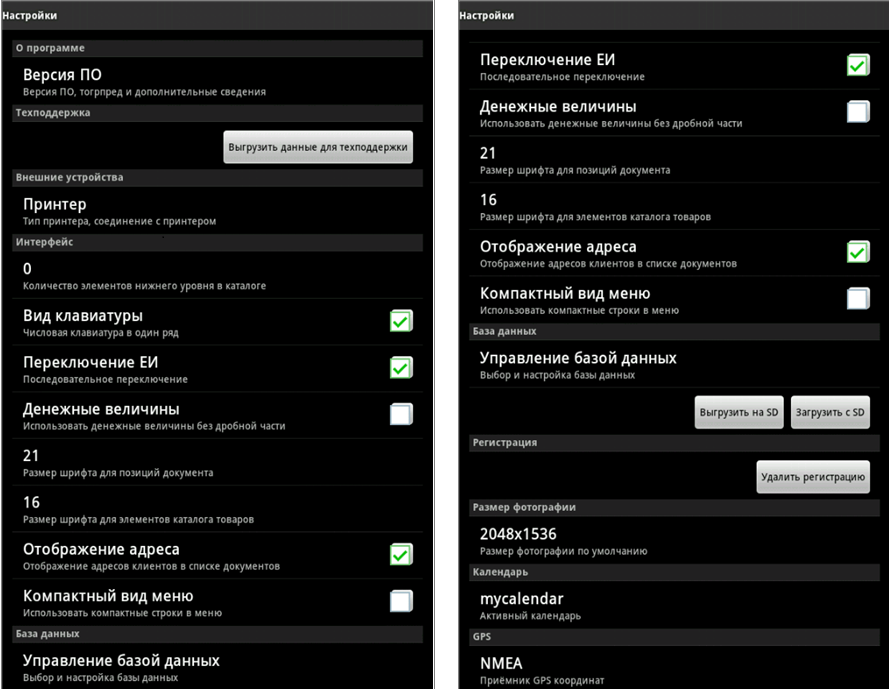 Настройки
О программе
Версия ПО
Версия ПО, тогрпред и дополнительные сведения
Техподдержка
Выгрузить данные для техподдержки
Внешние устройства
Принтер
Тип принтера, соединение с принтером
Интерфейс
0
Количество элементов нижнего уровня в каталоге
Вид клавиатуры
Числовая клавиатура в один ряд
Переключение ЕИ
Последовательное переключение
Денежные величины
Использовать денежные величины без дробной части
21
Размер шрифта для позиций документа
16
Размер шрифта для элементов каталога товаров
Отображение адреса
Отображение адресов клиентов в списке документов
Компактный вид меню
Использовать компактные строки в меню
База данных
Управление базой данных
Выбор и настройка базы данных
Настройки
Переключение ЕИ
Последовательное переключение
Денежные величины
Использовать денежные величины без дробной части
21
Размер шрифта для позиций документа
16
Размер шрифта для элементов каталога товаров
Отображение адреса
Отображение адресов клиентов в списке документов
Компактный вид меню
Использовать компактные строки в меню
База данных
Управление базой данных
Выбор и настройка базы данных
Выгрузить на SD Загрузить с SD
Регистрация
Удалить регистрацию
Размер фотографии
2048x1536
Размер фотографии по умолчанию
Календарь
mycalendar
Активный календарь
GPS
NMEA
Приёмник GPS координат